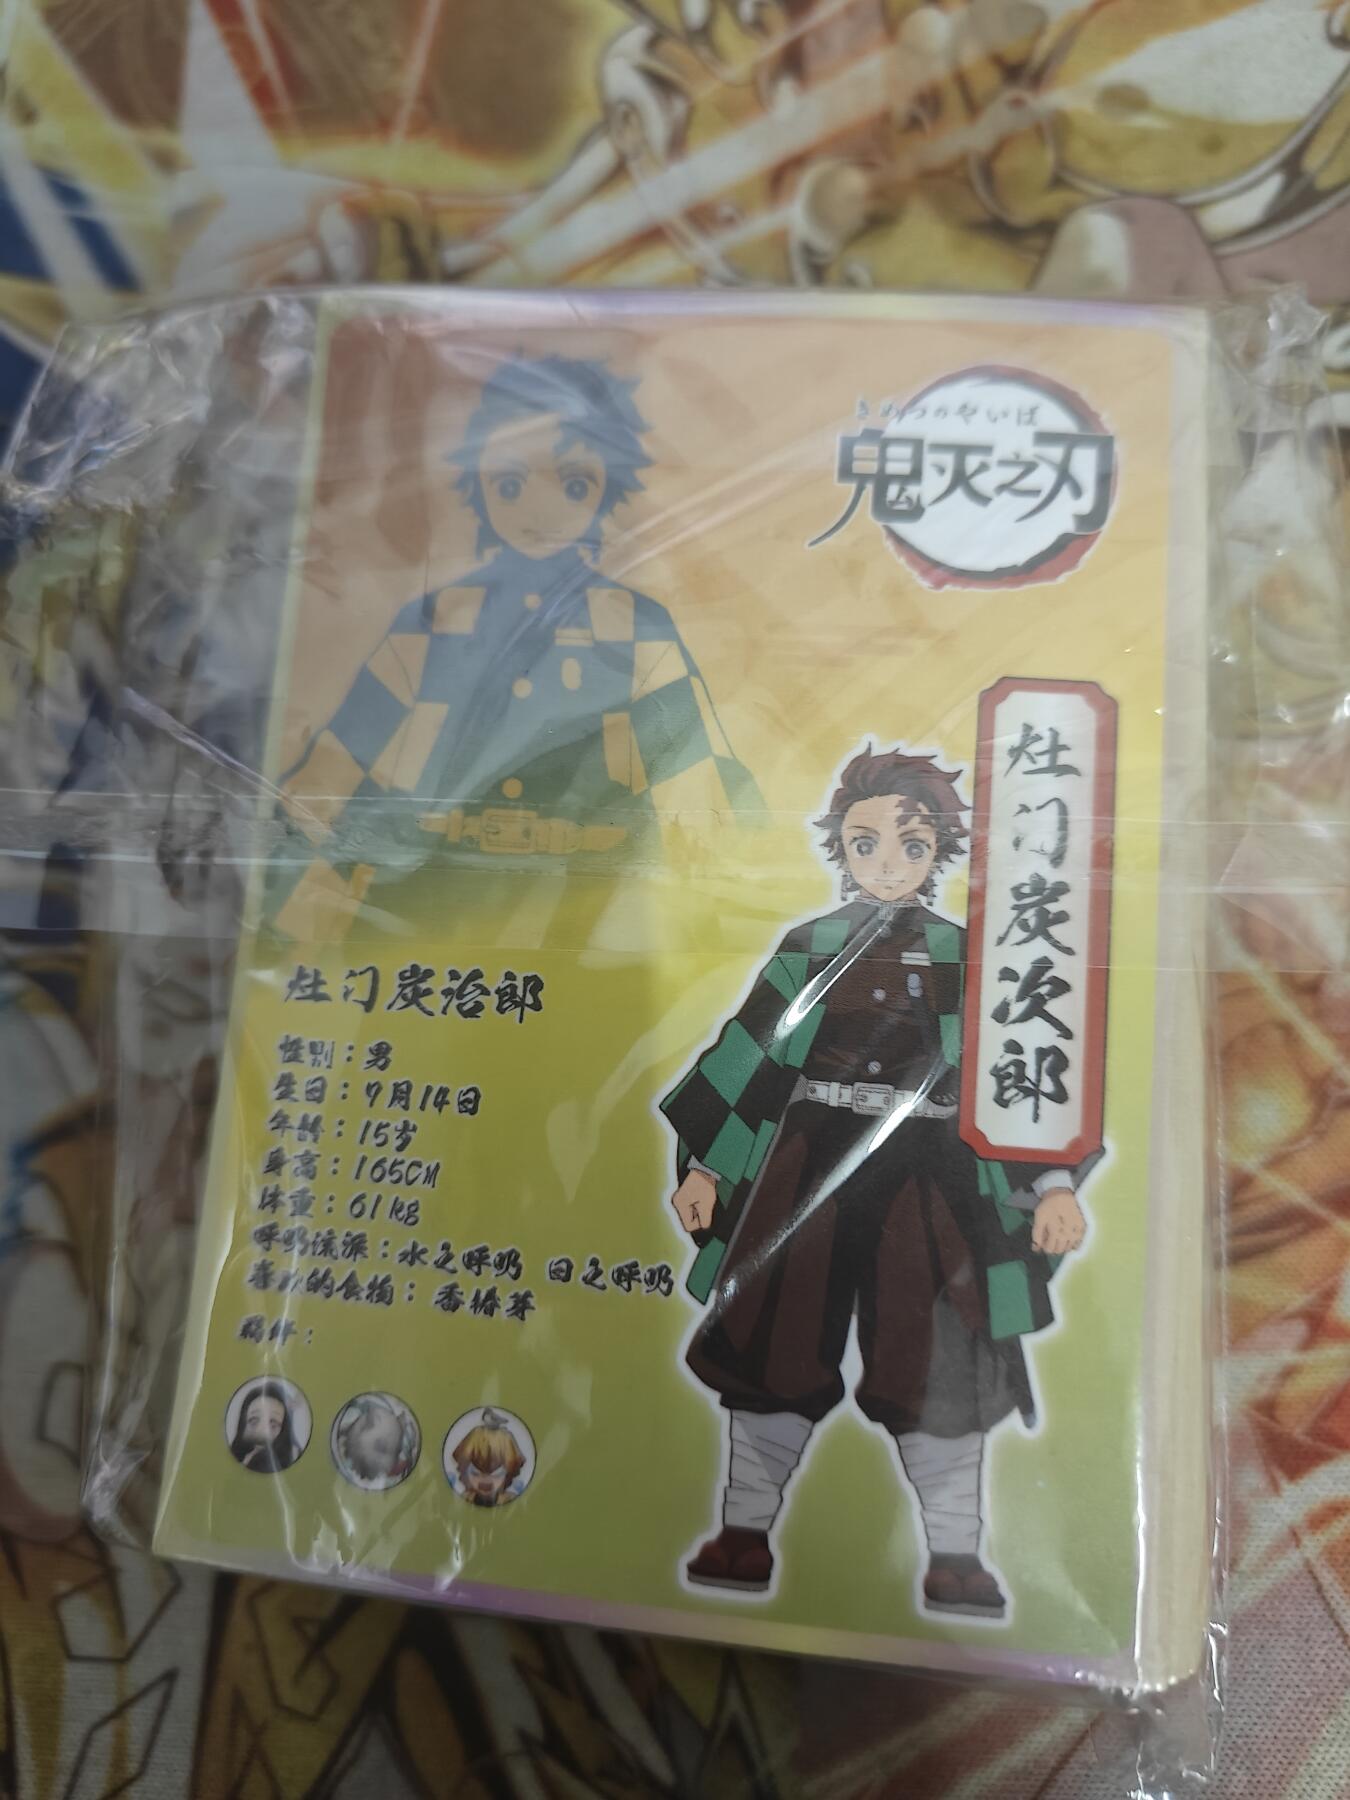 きめつのやいば
鬼灭之刃
灶门炭次郎
灶门炭治郎
性别：男
生日：7月14日
年龄：15岁
身高：165CM
体重：61kg
呼吸流派：水之呼吸 日之呼吸
喜欢的食物：香椿芽
羁绊：